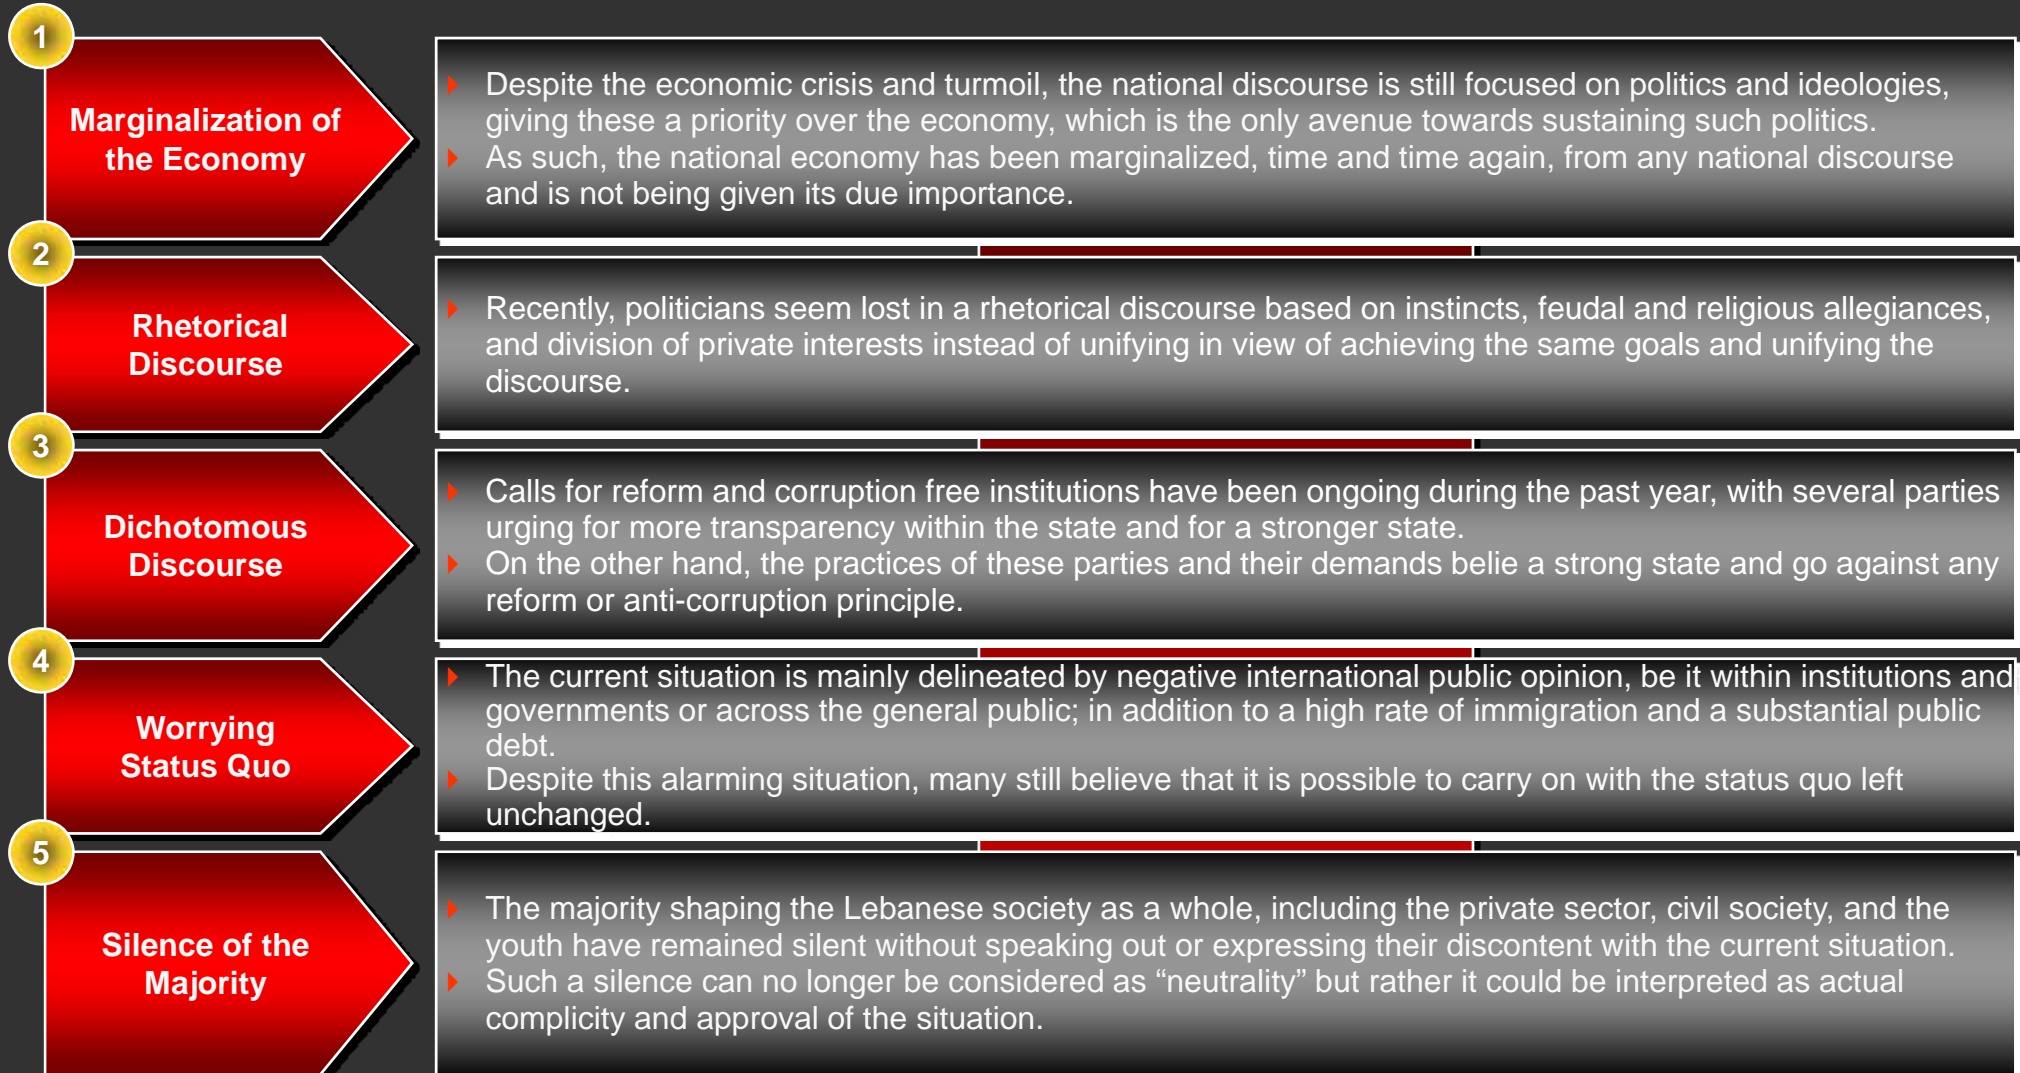 1
Marginalization of
the Economy
Despite the economic crisis and turmoil, the national discourse is still focused on politics and ideologies,
giving these a priority over the economy, which is the only avenue towards sustaining such politics.
As such, the national economy has been marginalized, time and time again, from any national discourse
and is not being given its due importance.
2
Rhetorical
Discourse
Recently, politicians seem lost in a rhetorical discourse based on instincts, feudal and religious allegiances,
and division of private interests instead of unifying in view of achieving the same goals and unifying the
discourse.
3
Dichotomous
Discourse
Calls for reform and corruption free institutions have been ongoing during the past year, with several parties
urging for more transparency within the state and for a stronger state.
On the other hand, the practices of these parties and their demands belie a strong state and go against any
reform or anti-corruption principle.
4
Worrying
Status Quo
The current situation is mainly delineated by negative international public opinion, be it within institutions and
governments or across the general public; in addition to a high rate of immigration and a substantial public
debt.
Despite this alarming situation, many still believe that it is possible to carry on with the status quo left
unchanged.
5
Silence of the
Majority
The majority shaping the Lebanese society as a whole, including the private sector, civil society, and the
youth have remained silent without speaking out or expressing their discontent with the current situation.
Such a silence can no longer be considered as “neutrality” but rather it could be interpreted as actual
complicity and approval of the situation.